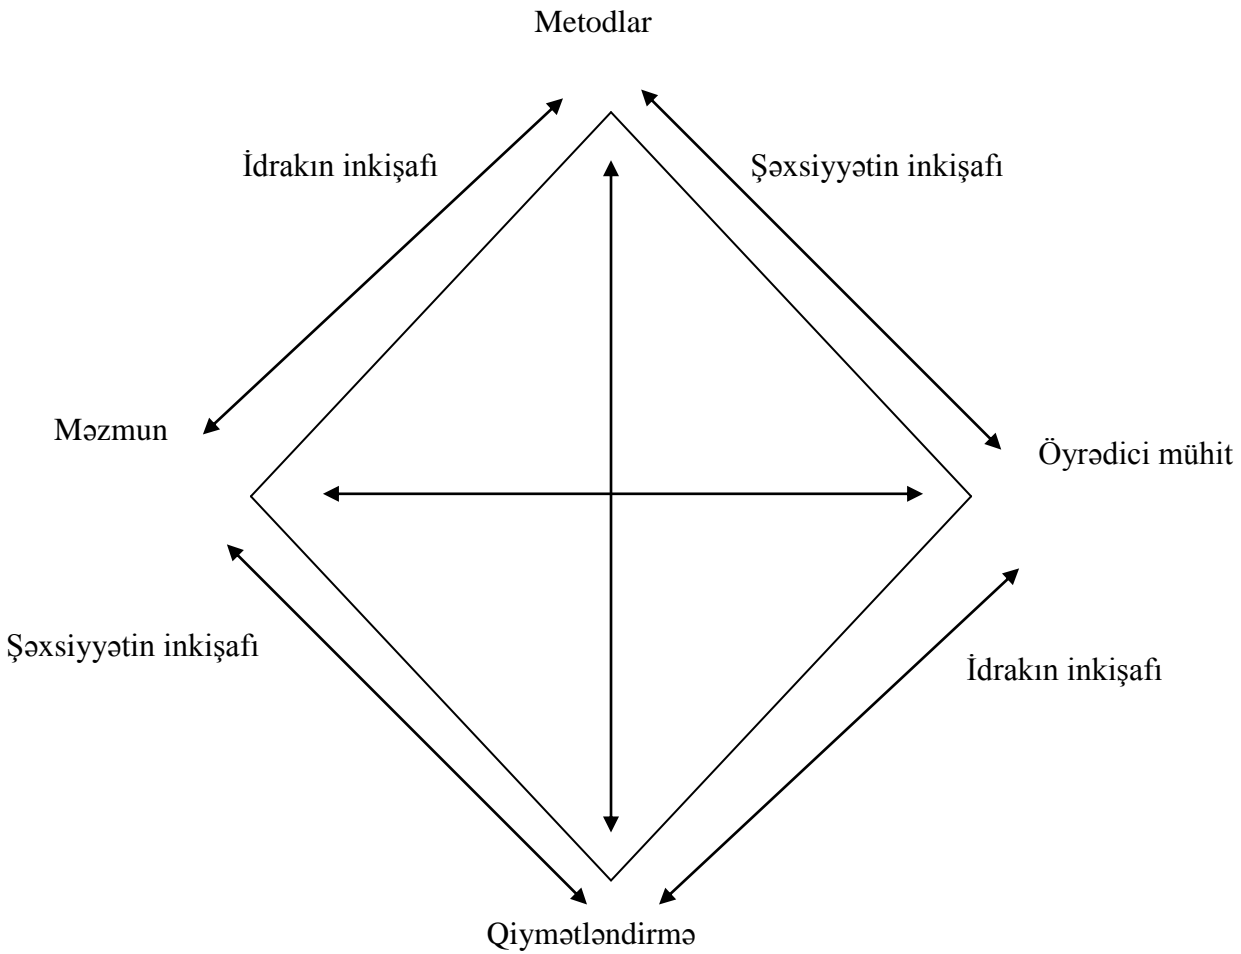 Metodlar
İdrakın inkişafı
Şəxsiyyətin inkişafı
Məzmun
Öyrədici mühit
Şəxsiyyətin inkişafı
İdrakın inkişafı
Qiymətləndirmə